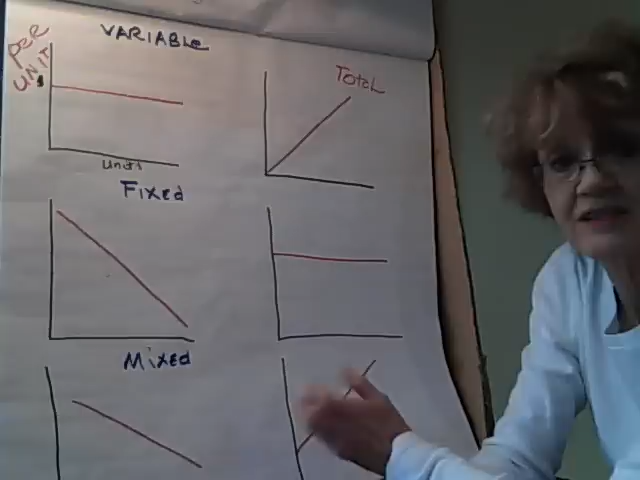 VARIABLE
Per
UNIT
$
Total
Units
Fixed
Mixed